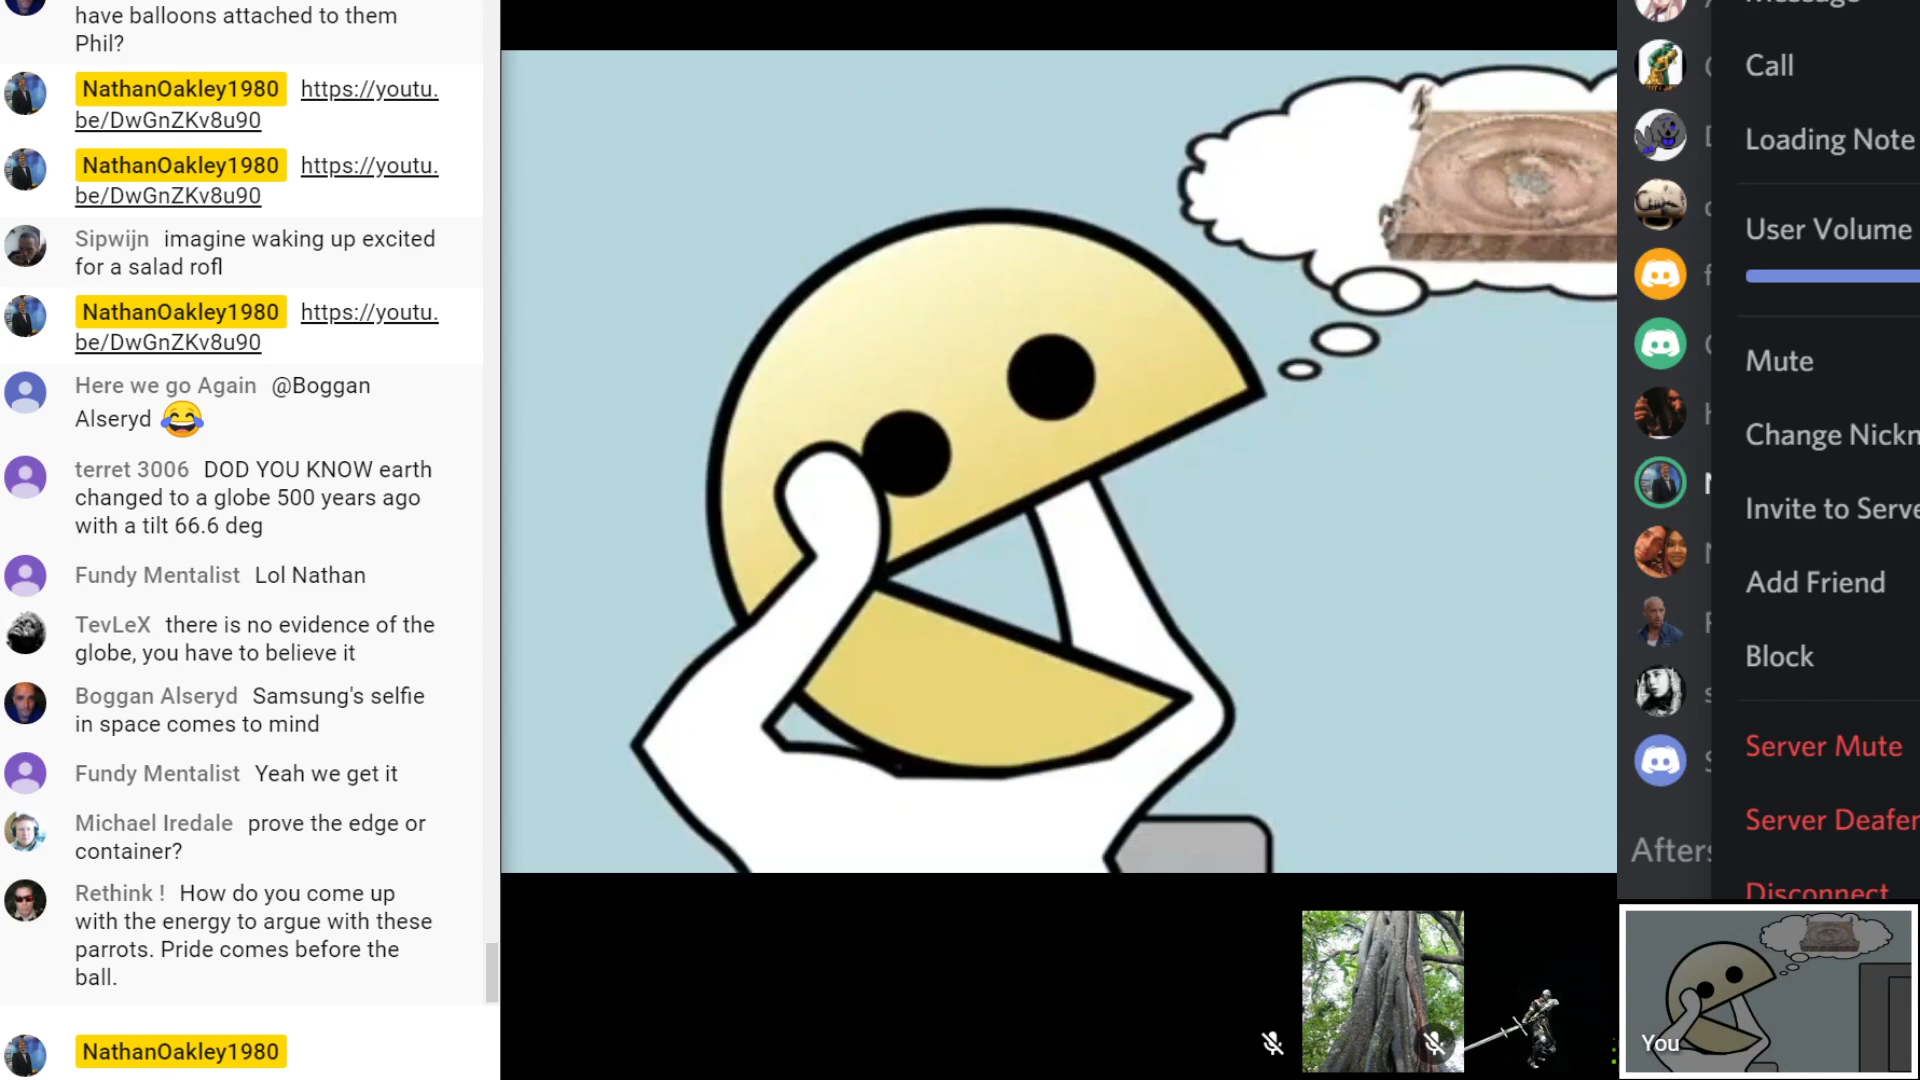 have balloons attached to them
Phil?
NathanOakley1980 https://youtu.
be/DwGnZKv8u90
NathanOakley1980 https://youtu.
be/DwGnZKv8u90
Sipwijn imagine waking up excited
for a salad rofl
NathanOakley1980 https://youtu.
be/DwGnZKv8u90
Here we go Again @Boggan
Alseryd 😂
terret 3006 DOD YOU KNOW earth
changed to a globe 500 years ago
with a tilt 66.6 deg
Fundy Mentalist Lol Nathan
TevLeX there is no evidence of the
globe, you have to believe it
Boggan Alseryd Samsung's selfie
in space comes to mind
Fundy Mentalist Yeah we get it
Michael Iredale prove the edge or
container?
Rethink ! How do you come up
with the energy to argue with these
parrots. Pride comes before the
ball.
NathanOakley1980
Message
Call
Loading Note
User Volume
Mute
Change Nickn
Invite to Serve
Add Friend
Block
Server Mute
Server Deafen
Disconnect
Afters
You